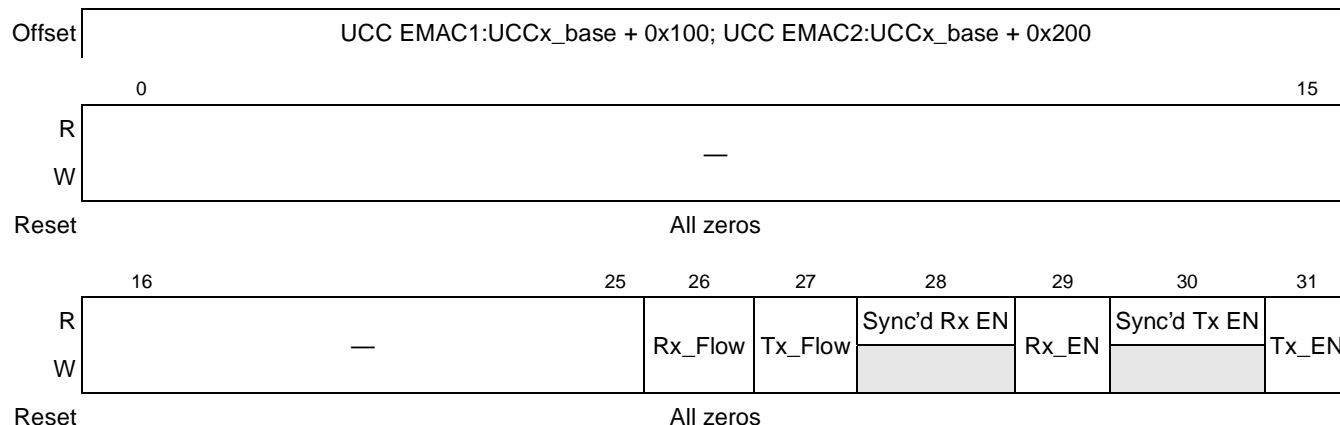 Offset UCC EMAC1:UCCx_base + 0x100; UCC EMAC2:UCCx_base + 0x200
0 15
R
—
W
Reset All zeros
16 25 26 27 28 29 30 31
R Sync’d Rx EN Sync’d Tx EN
— Rx_Flow Tx_Flow Rx_EN Tx_EN
W
Reset All zeros